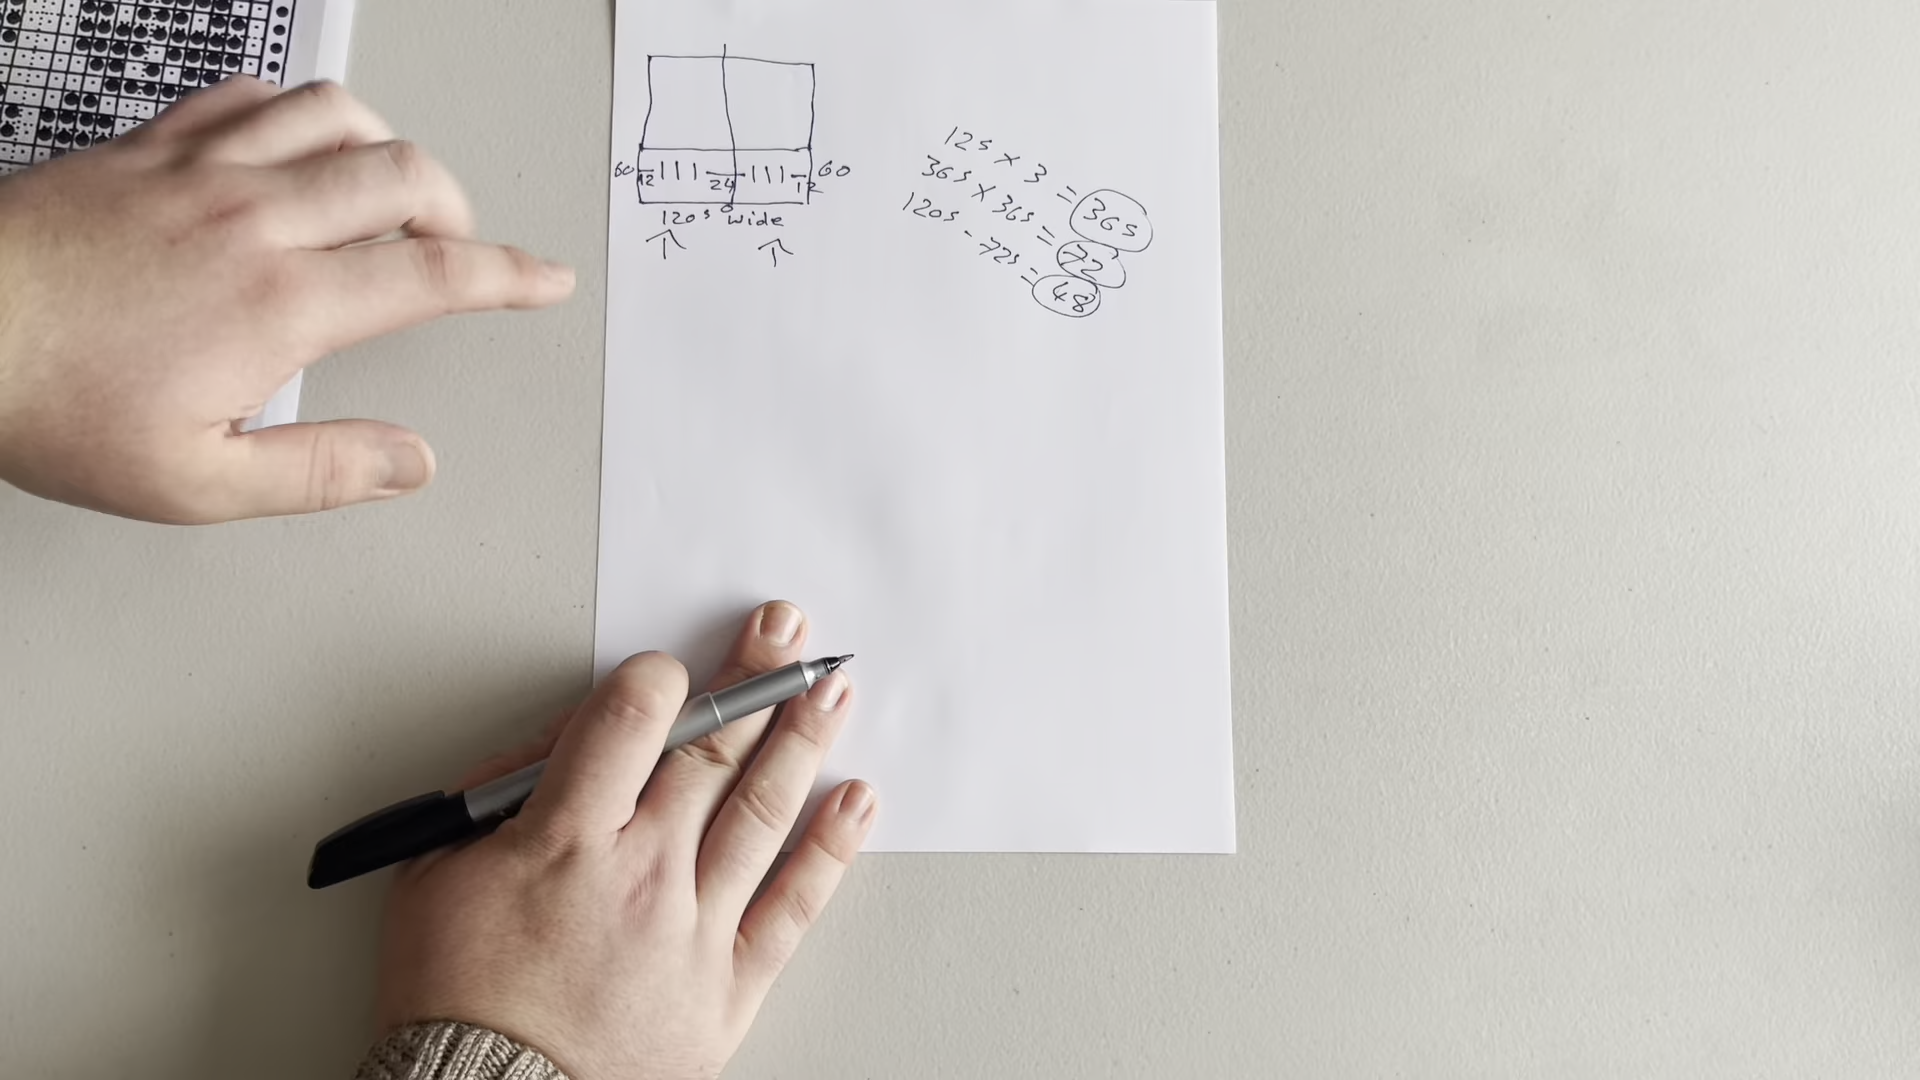 60 12 ||| 24 ||| 12 60
120s wide
12s × 3 = 36s
36s × 36s = 72
120s - 72s = 48